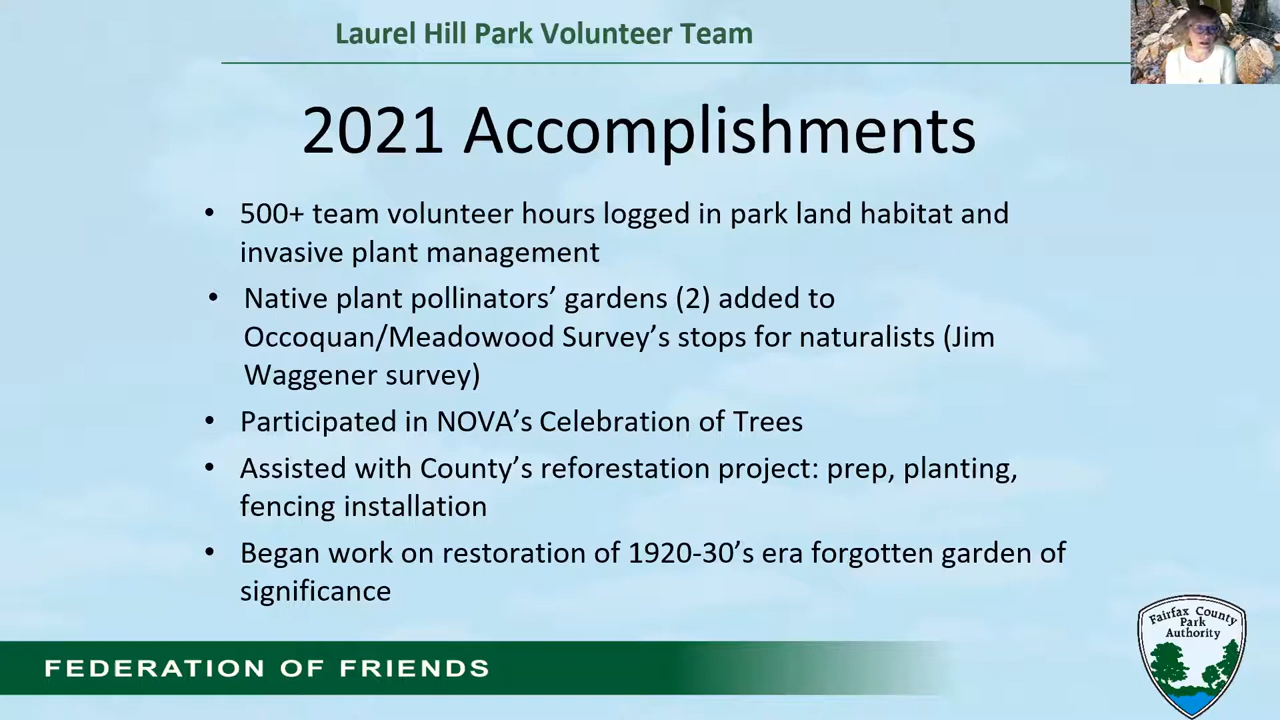 Laurel Hill Park Volunteer Team
2021 Accomplishments
• 500+ team volunteer hours logged in park land habitat and
invasive plant management
• Native plant pollinators’ gardens (2) added to
Occoquan/Meadowood Survey’s stops for naturalists (Jim
Waggener survey)
• Participated in NOVA’s Celebration of Trees
• Assisted with County’s reforestation project: prep, planting,
fencing installation
• Began work on restoration of 1920-30’s era forgotten garden of
significance
Fairfax County
Park
Authority
FEDERATION OF FRIENDS